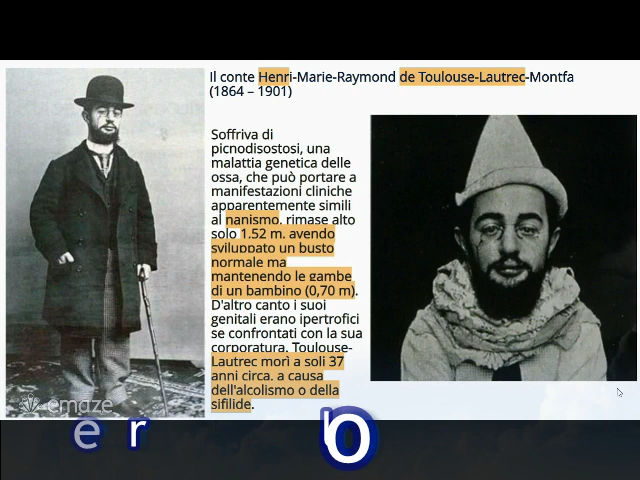 Il conte Henri-Marie-Raymond de Toulouse-Lautrec-Montfa
(1864 – 1901)
Soffriva di
picnodisostosi, una
malattia genetica delle
ossa, che può portare a
manifestazioni cliniche
apparentemente simili
al nanismo. rimase alto
solo 1.52 m. avendo
sviluppato un busto
normale ma
mantenendo le gambe
di un bambino (0,70 m).
D'altro canto i suoi
genitali erano ipertrofici
se confrontati con la sua
corporatura. Toulouse-
Lautrec morì a soli 37
anni circa. a causa
dell'alcolismo o della
sifilide.
emaze
e r